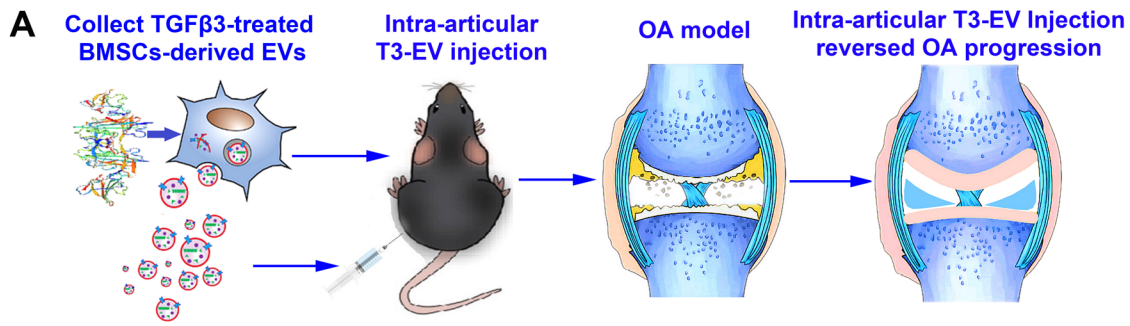 A
Collect TGFβ3-treated
BMSCs-derived EVs
Intra-articular
T3-EV injection
OA model
Intra-articular T3-EV Injection
reversed OA progression